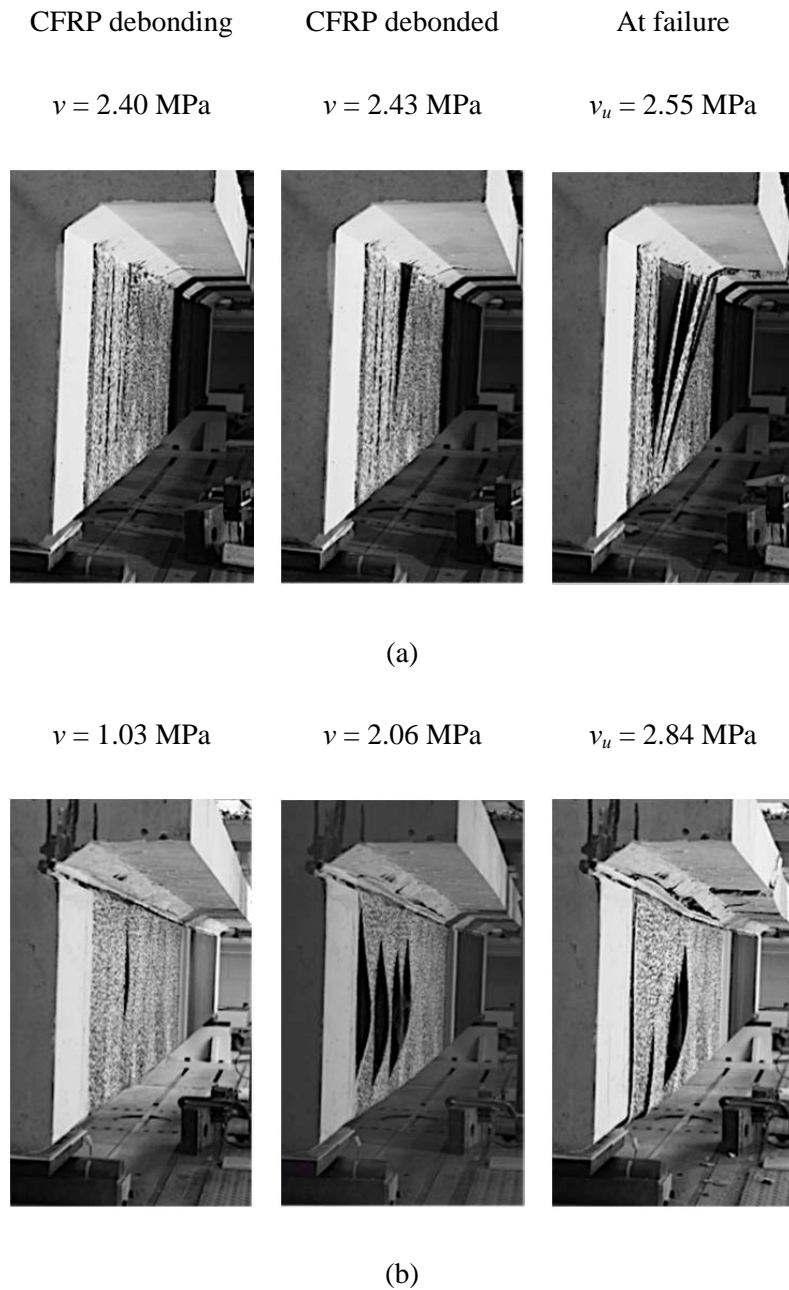 CFRP debonding CFRP debonded At failure
v = 2.40 MPa v = 2.43 MPa vu = 2.55 MPa
(a)
v = 1.03 MPa v = 2.06 MPa vu = 2.84 MPa
(b)